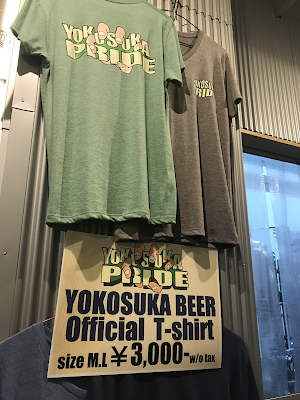 YOKOSUKA
PRIDE
YOKOSUKA
PRIDE
YOKOSUKA
PRIDE
YOKOSUKA BEER
Official T-shirt
size M.L ¥3,000- w/o tax